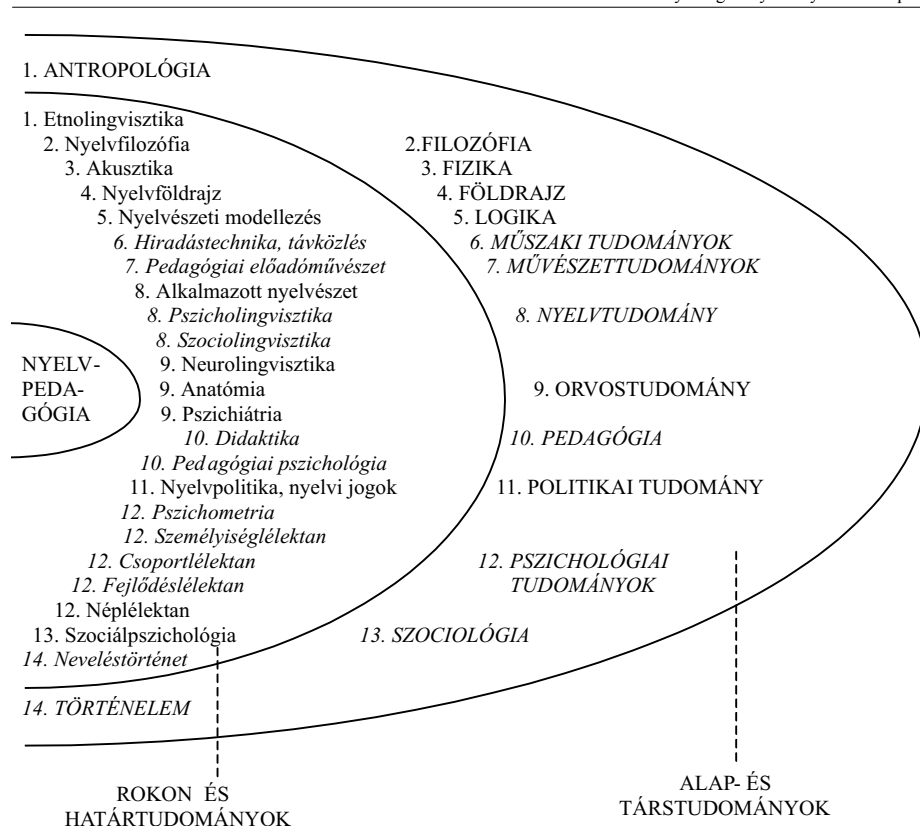 1. ANTROPOLÓGIA
1. Etnolingvisztika
2. Nyelvfilozófia
2.FILOZÓFIA
3. Akusztika
3. FIZIKA
4. Nyelvföldrajz
4. FÖLDRAJZ
5. Nyelvészeti modellezés
5. LOGIKA
6. Hiradástechnika, távközlés
6. MŰSZAKI TUDOMÁNYOK
7. Pedagógiai előadóművészet
7. MŰVÉSZETTUDOMÁNYOK
8. Alkalmazott nyelvészet
8. Pszicholingvisztika
8. NYELVTUDOMÁNY
8. Szociolingvisztika
9. Neurolingvisztika
NYELV-
PEDA-
GÓGIA
9. Anatómia
9. ORVOSTUDOMÁNY
9. Pszichiátria
10. Didaktika
10. PEDAGÓGIA
10. Pedagógiai pszichológia
11. Nyelvpolitika, nyelvi jogok
11. POLITIKAI TUDOMÁNY
12. Pszichometria
12. Személyiséglélektan
12. Csoportlélektan
12. PSZICHOLÓGIAI
TUDOMÁNYOK
12. Fejlődéslélektan
12. Néplélektan
13. Szociálpszichológia
13. SZOCIOLÓGIA
14. Neveléstörténet
14. TÖRTÉNELEM
ROKON ÉS
HATÁRTUDOMÁNYOK
ALAP- ÉS
TÁRSTUDOMÁNYOK